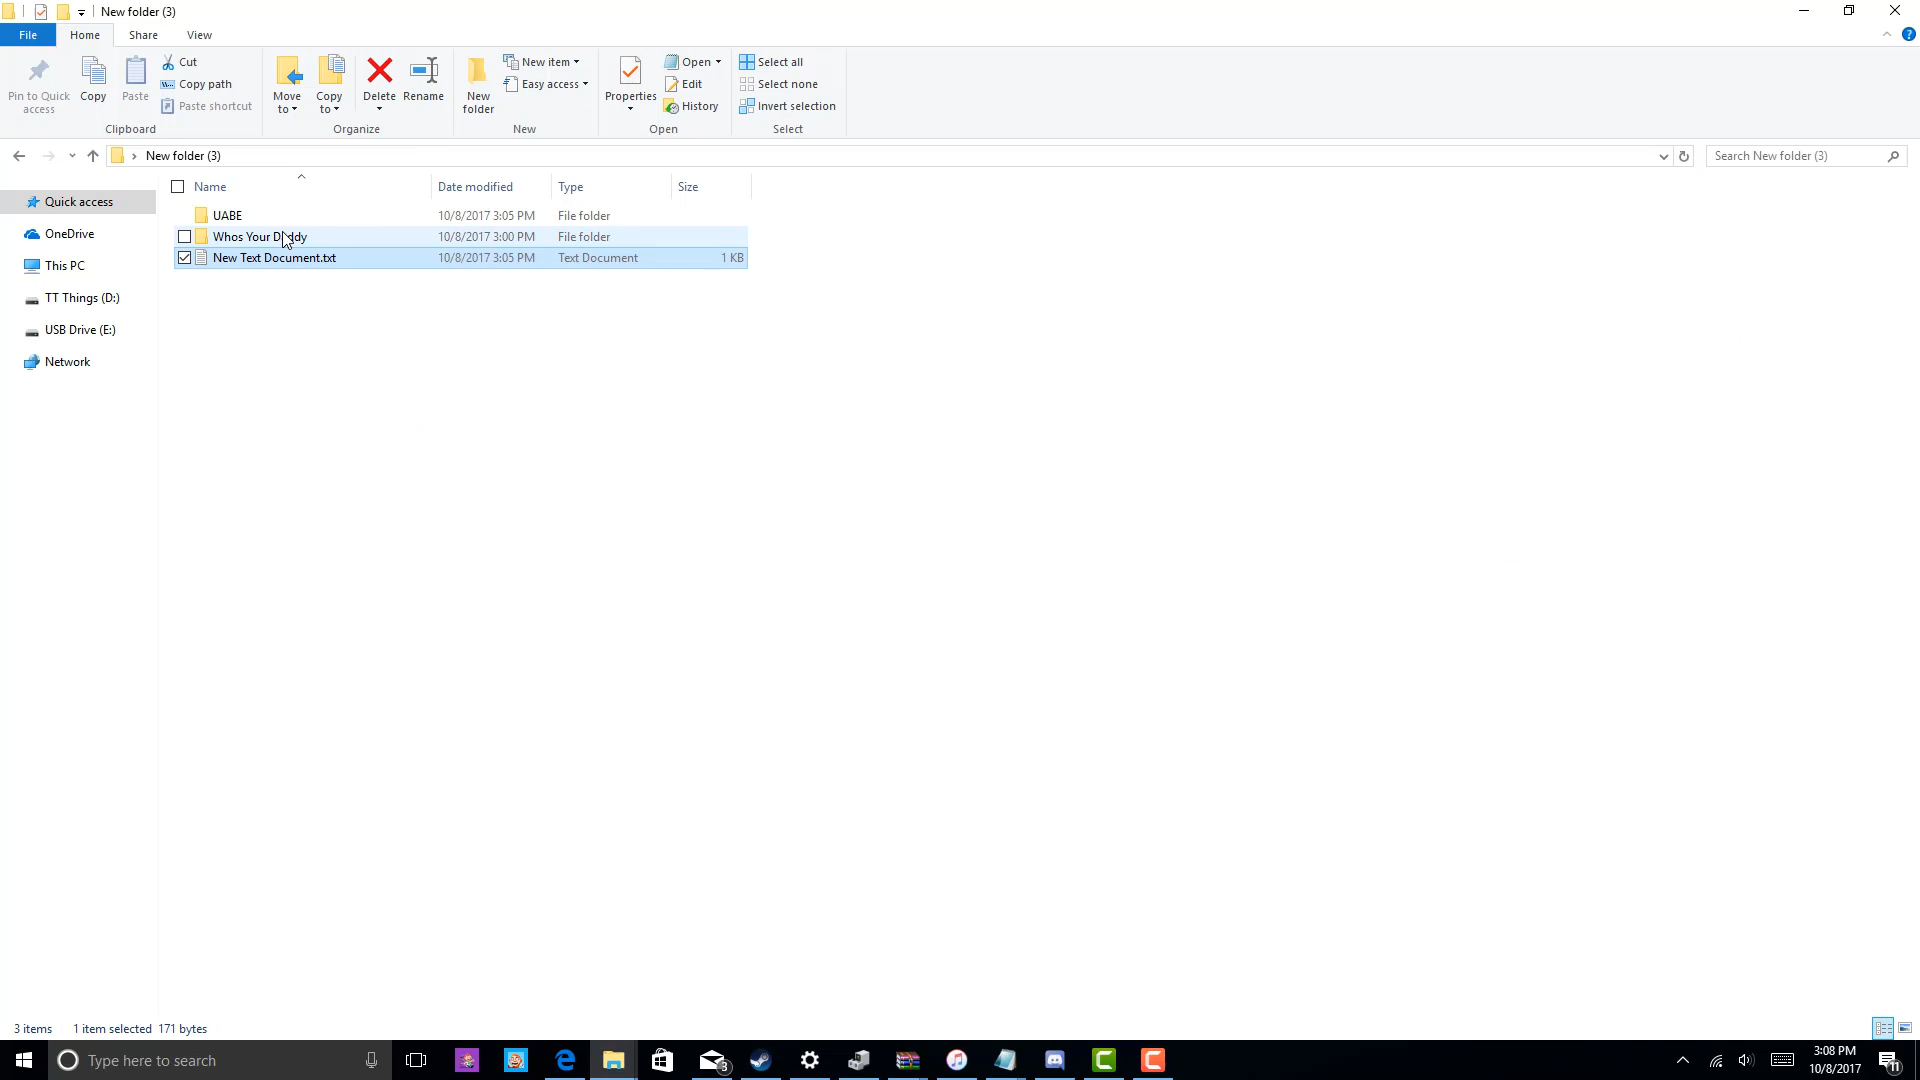 New folder (3)
File Home Share View
Pin to Quick access
Copy
Paste
Cut
Copy path
Paste shortcut
Clipboard
Move to
Copy to
Delete
Rename
Organize
New folder
New item
Easy access
New
Properties
Open
Edit
History
Open
Select all
Select none
Invert selection
Select
New folder (3)
Search New folder (3)
Name Date modified Type Size
UABE 10/8/2017 3:05 PM File folder
Whos Your Daddy 10/8/2017 3:00 PM File folder
New Text Document.txt 10/8/2017 3:05 PM Text Document 1 KB
Quick access
OneDrive
This PC
TT Things (D:)
USB Drive (E:)
Network
3 items 1 item selected 171 bytes
Type here to search
3
3:08 PM
10/8/2017
11